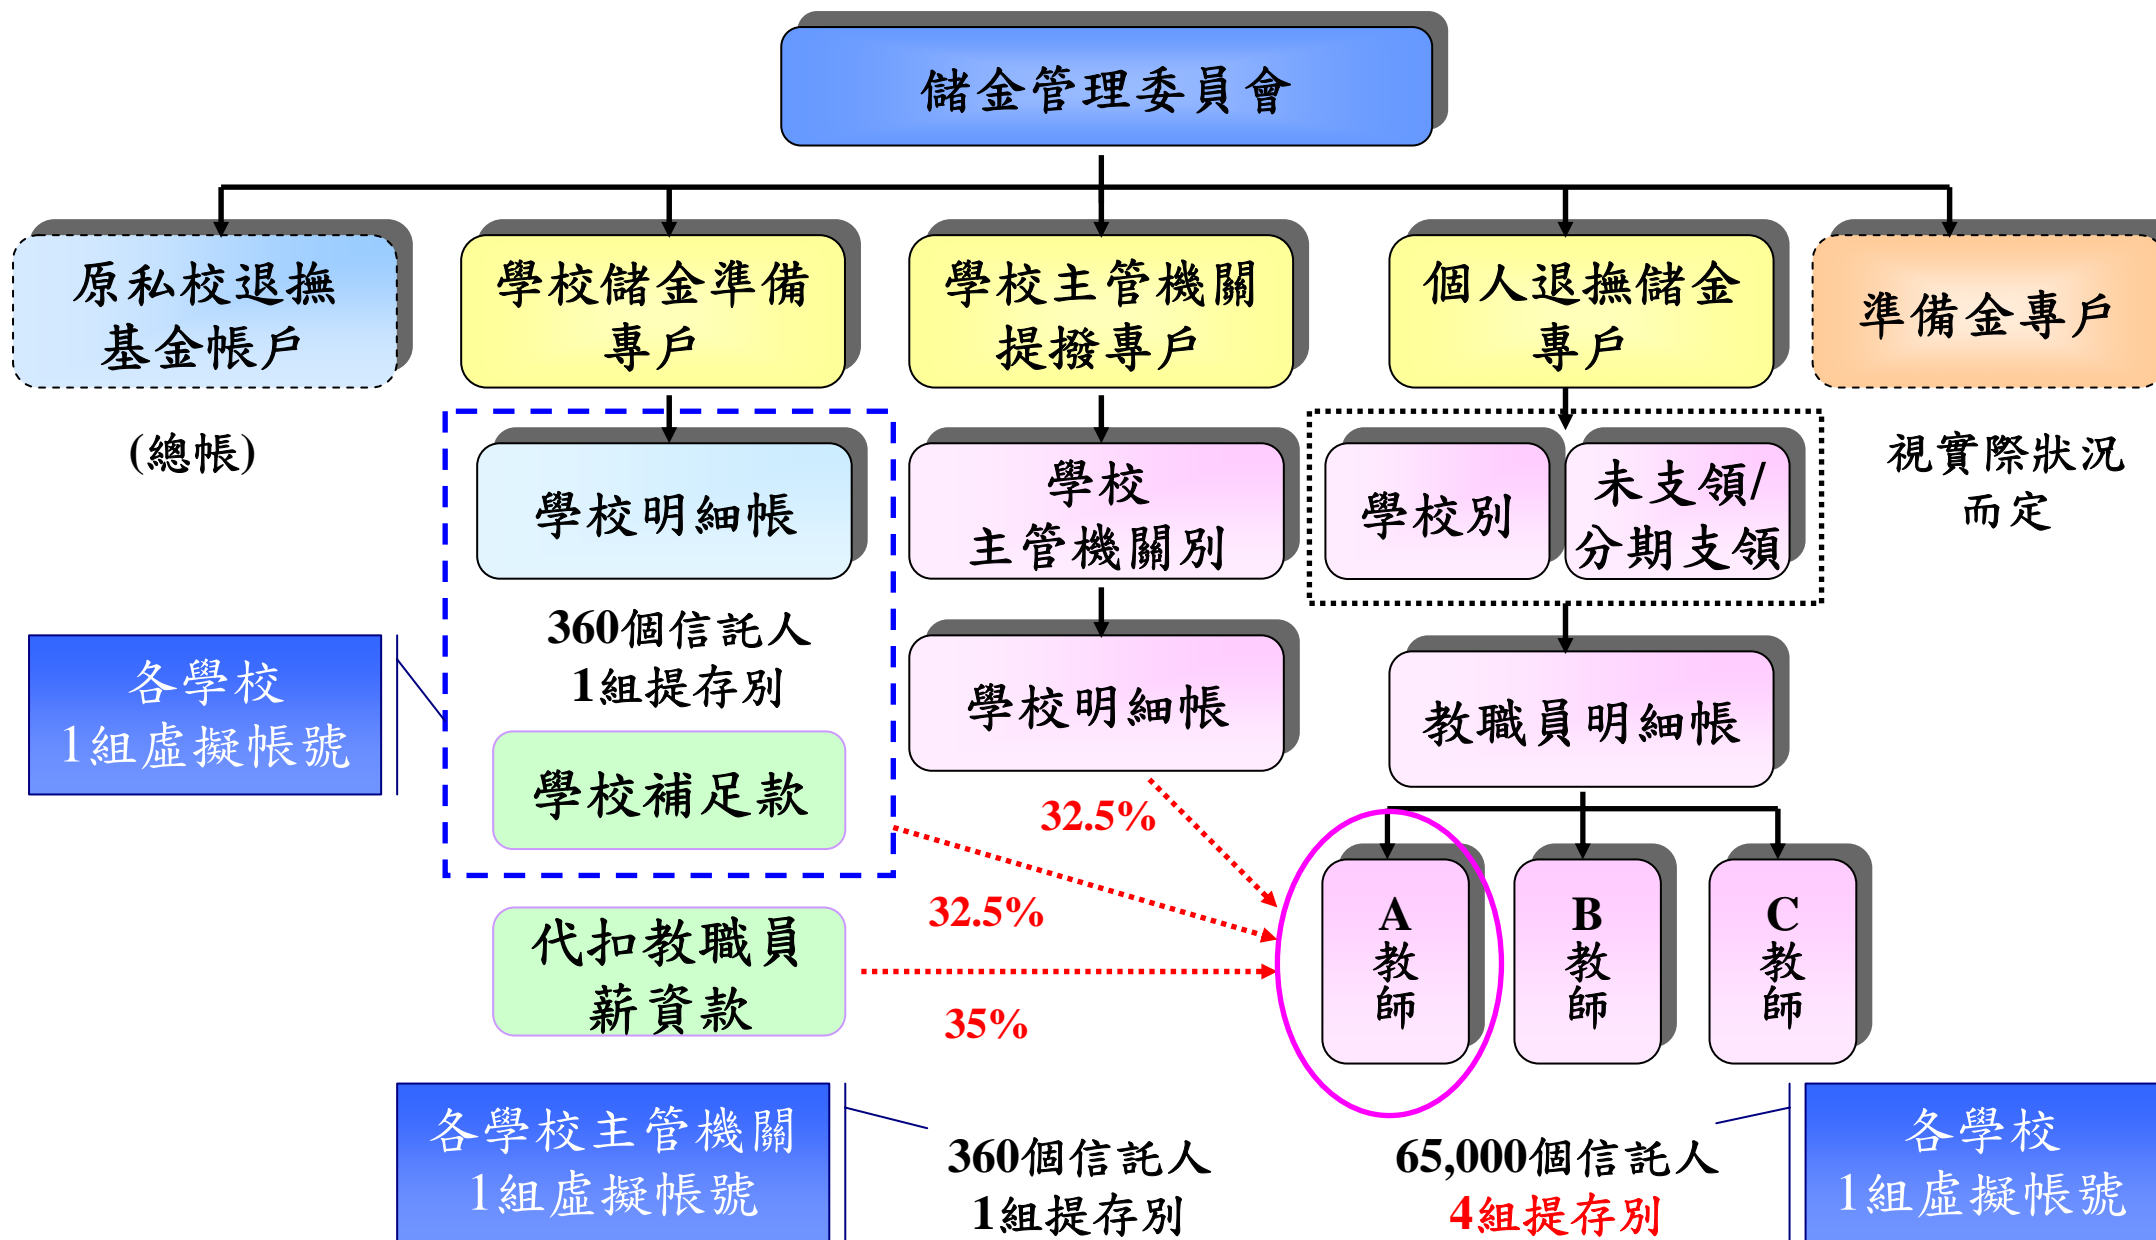 儲金管理委員會
原私校退撫
基金帳戶
(總帳)
學校儲金準備
專戶
學校主管機關
提撥專戶
個人退撫儲金
專戶
準備金專戶
視實際狀況
而定
學校明細帳
360個信託人
1組提存別
學校補足款
代扣教職員
薪資款
各學校
1組虛擬帳號
學校
主管機關別
學校明細帳
學校別
未支領/
分期支領
教職員明細帳
32.5%
32.5%
35%
A
教
師
B
教
師
C
教
師
各學校主管機關
1組虛擬帳號
360個信託人
1組提存別
65,000個信託人
4組提存別
各學校
1組虛擬帳號